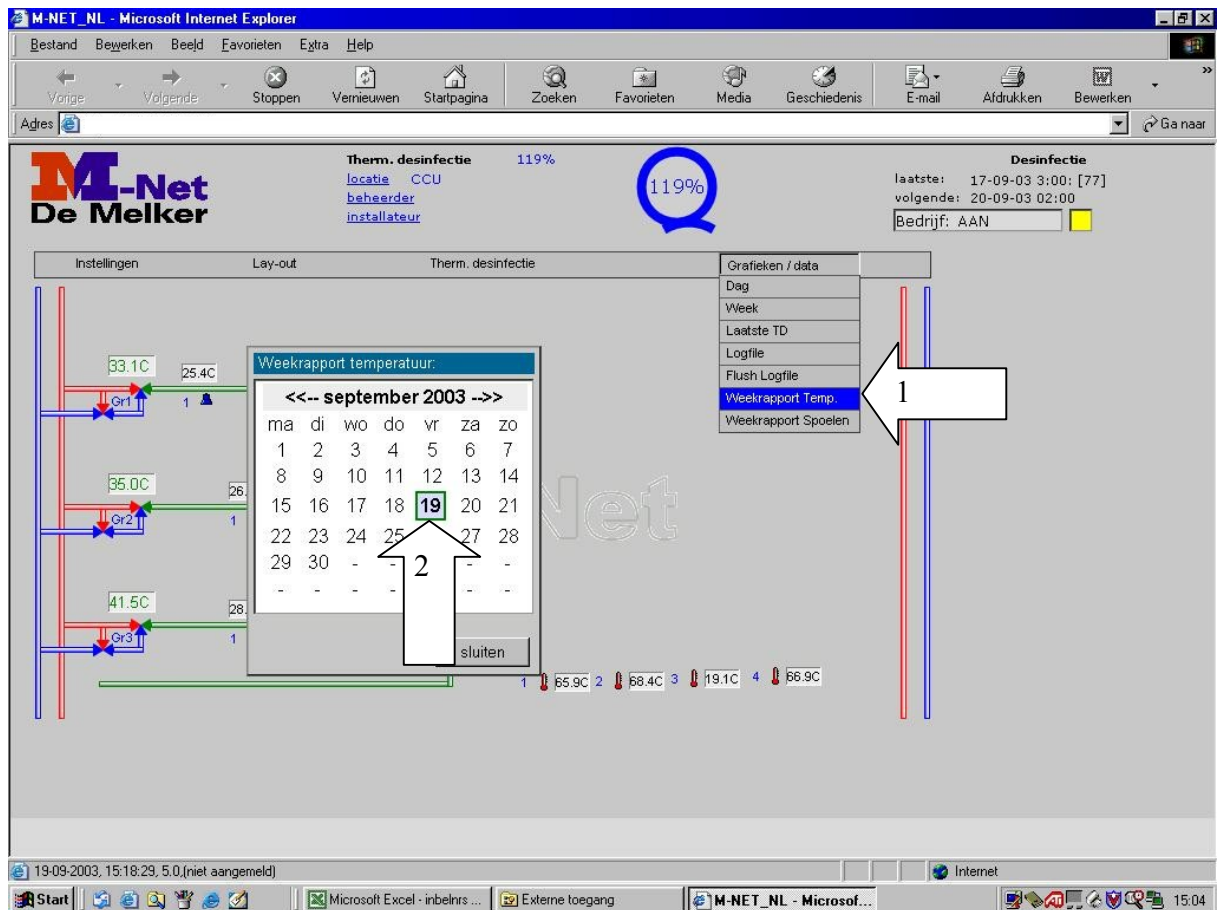 M-NET_NL - Microsoft Internet Explorer
Bestand Bewerken Beeld Favorieten Extra Help
Vorige Volgende Stoppen Vernieuwen Startpagina Zoeken Favorieten Media Geschiedenis E-mail Afdrukken Bewerken »
Adres Ga naar
M-Net
De Melker
Therm. desinfectie 119%
locatie CCU
beheerder
installateur
119%
Desinfectie
laatste: 17-09-03 3:00: [77]
volgende: 20-09-03 02:00
Bedrijf: AAN
Instellingen Lay-out Therm. desinfectie Grafieken / data
Dag
Week
Laatste TD
Logfile
Flush Logfile
Weekrapport Temp.
Weekrapport Spoelen
1
33.1C 25.4C
Gr1 1
35.0C 26.
Gr2 1
41.5C 28.
Gr3 1
Weekrapport temperatuur:
<<-- september 2003 -->>
ma di wo do vr za zo
1 2 3 4 5 6 7
8 9 10 11 12 13 14
15 16 17 18 19 20 21
22 23 24 25 27 28
29 30 - - - -
- - - - - -
2
sluiten
Net
1 65.9C 2 68.4C 3 19.1C 4 66.9C
19-09-2003, 15:18:29, 5.0,(niet aangemeld) Internet
Start Microsoft Excel - inbelnrs ... Externe toegang M-NET_NL - Microsof... 15:04